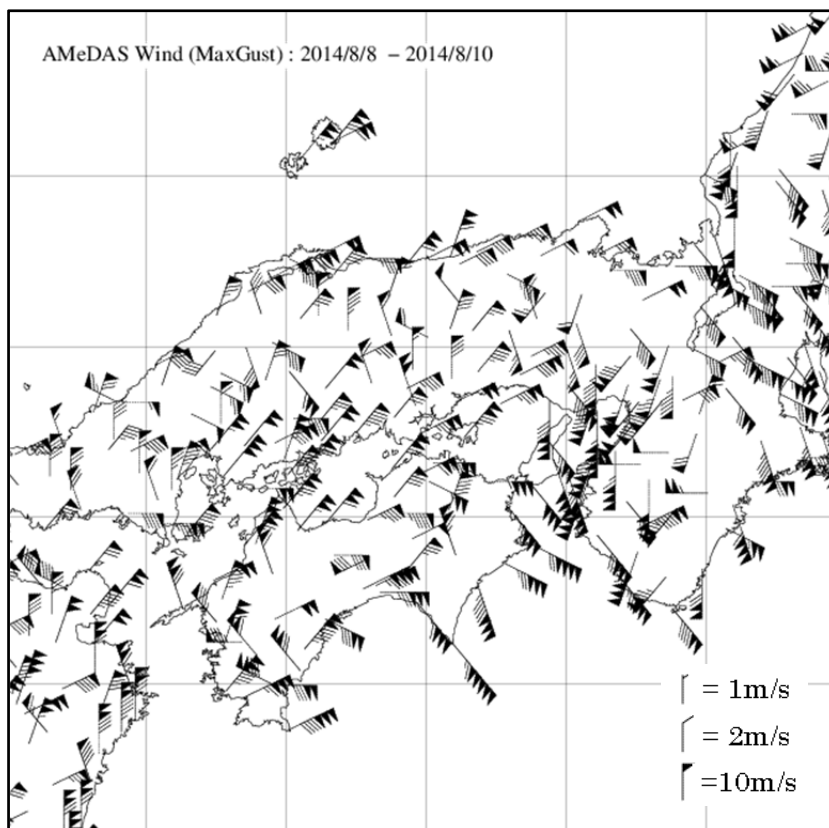 AMeDAS Wind (MaxGust) : 2014/8/8 – 2014/8/10
= 1m/s
= 2m/s
=10m/s